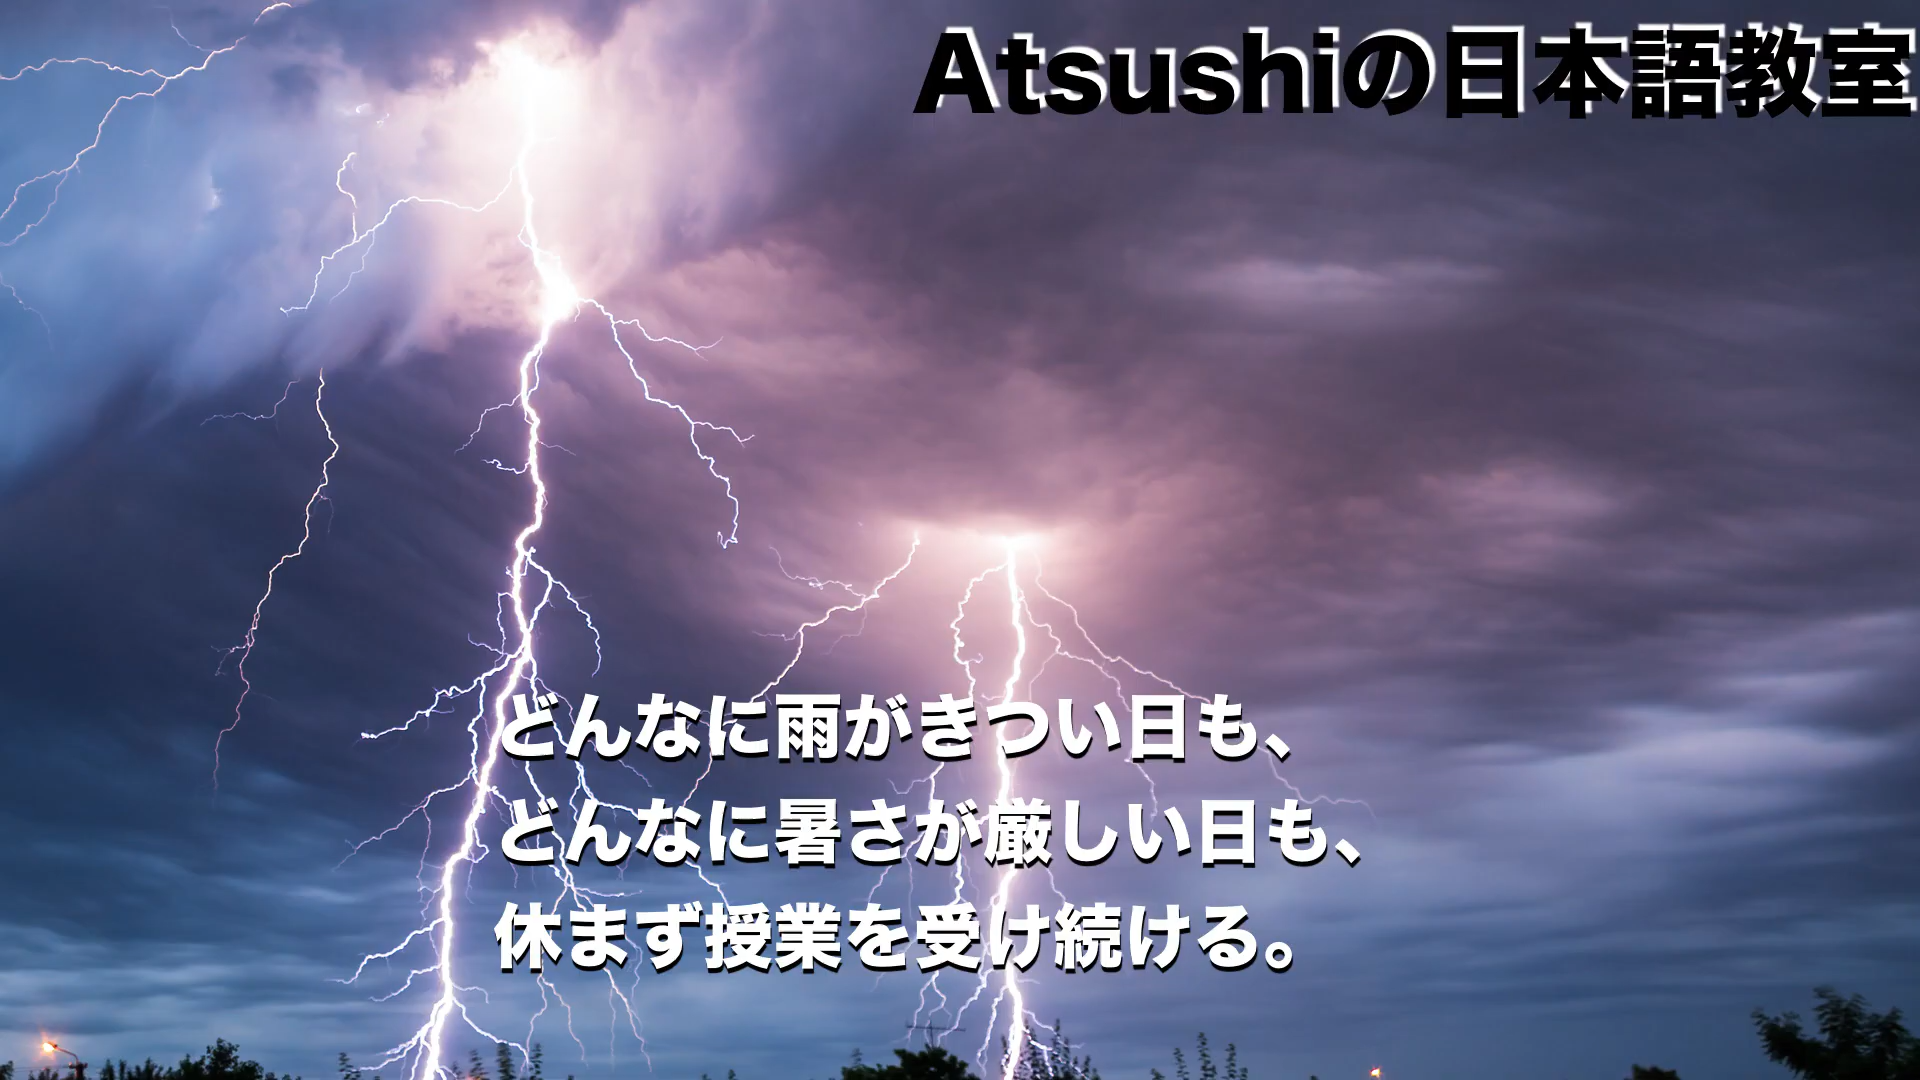 Atsushiの日本語教室
どんなに雨がきつい日も、
どんなに暑さが厳しい日も、
休まず授業を受け続ける。